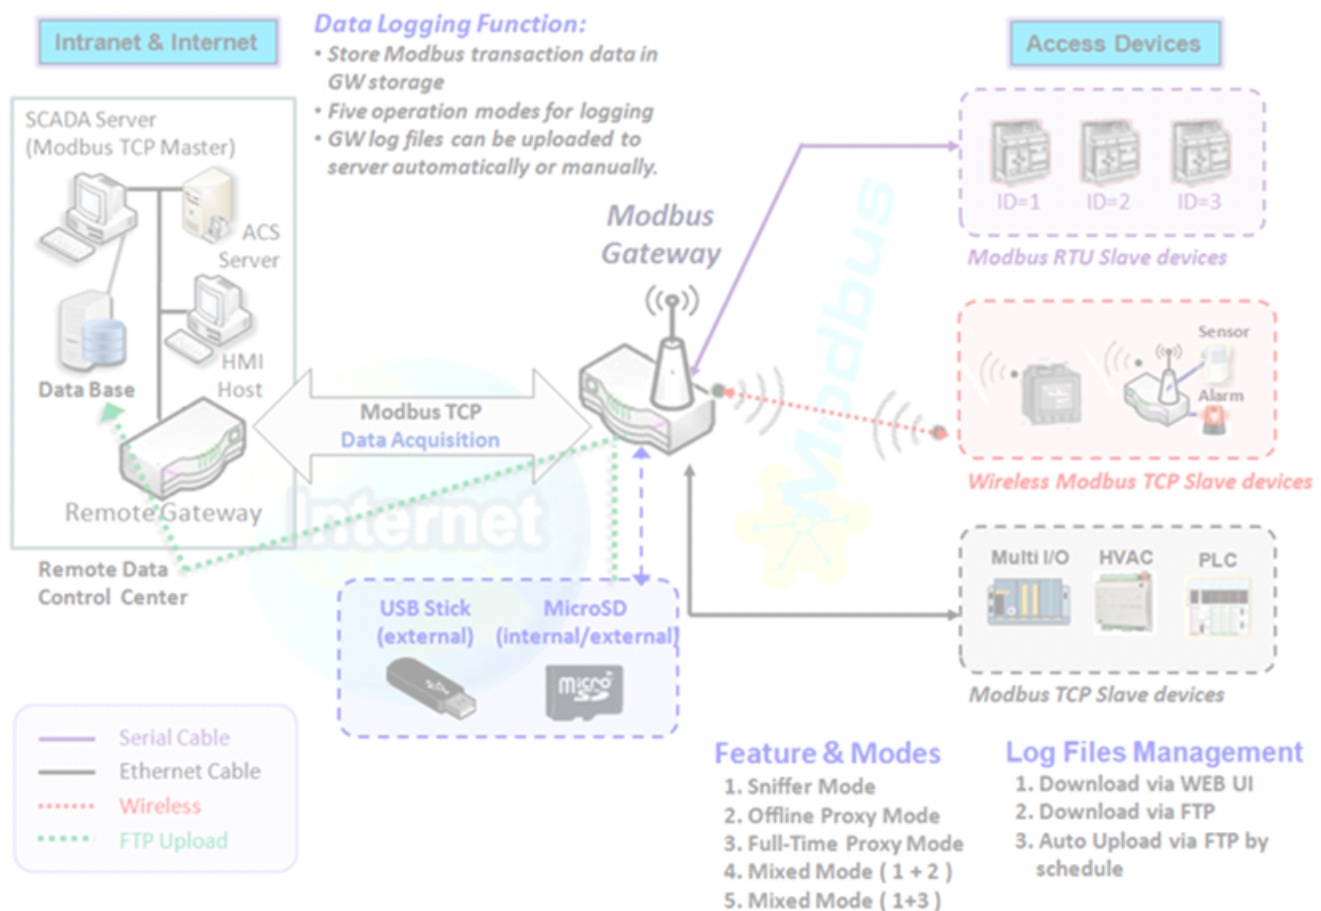 Intranet & Internet
Data Logging Function:
• Store Modbus transaction data in
GW storage
• Five operation modes for logging
• GW log files can be uploaded to
server automatically or manually.
Access Devices
SCADA Server
(Modbus TCP Master)
ACS
Server
HMI
Host
Data Base
Remote Gateway
Remote Data
Control Center
Modbus
Gateway
Modbus TCP
Data Acquisition
Internet
Modbus
ID=1
ID=2
ID=3
Modbus RTU Slave devices
Sensor
Alarm
Wireless Modbus TCP Slave devices
Multi I/O
HVAC
PLC
Modbus TCP Slave devices
USB Stick
(external)
MicroSD
(internal/external)
micro
SD
Serial Cable
Ethernet Cable
Wireless
FTP Upload
Feature & Modes
1. Sniffer Mode
2. Offline Proxy Mode
3. Full-Time Proxy Mode
4. Mixed Mode ( 1 + 2 )
5. Mixed Mode ( 1+3 )
Log Files Management
1. Download via WEB UI
2. Download via FTP
3. Auto Upload via FTP by
schedule